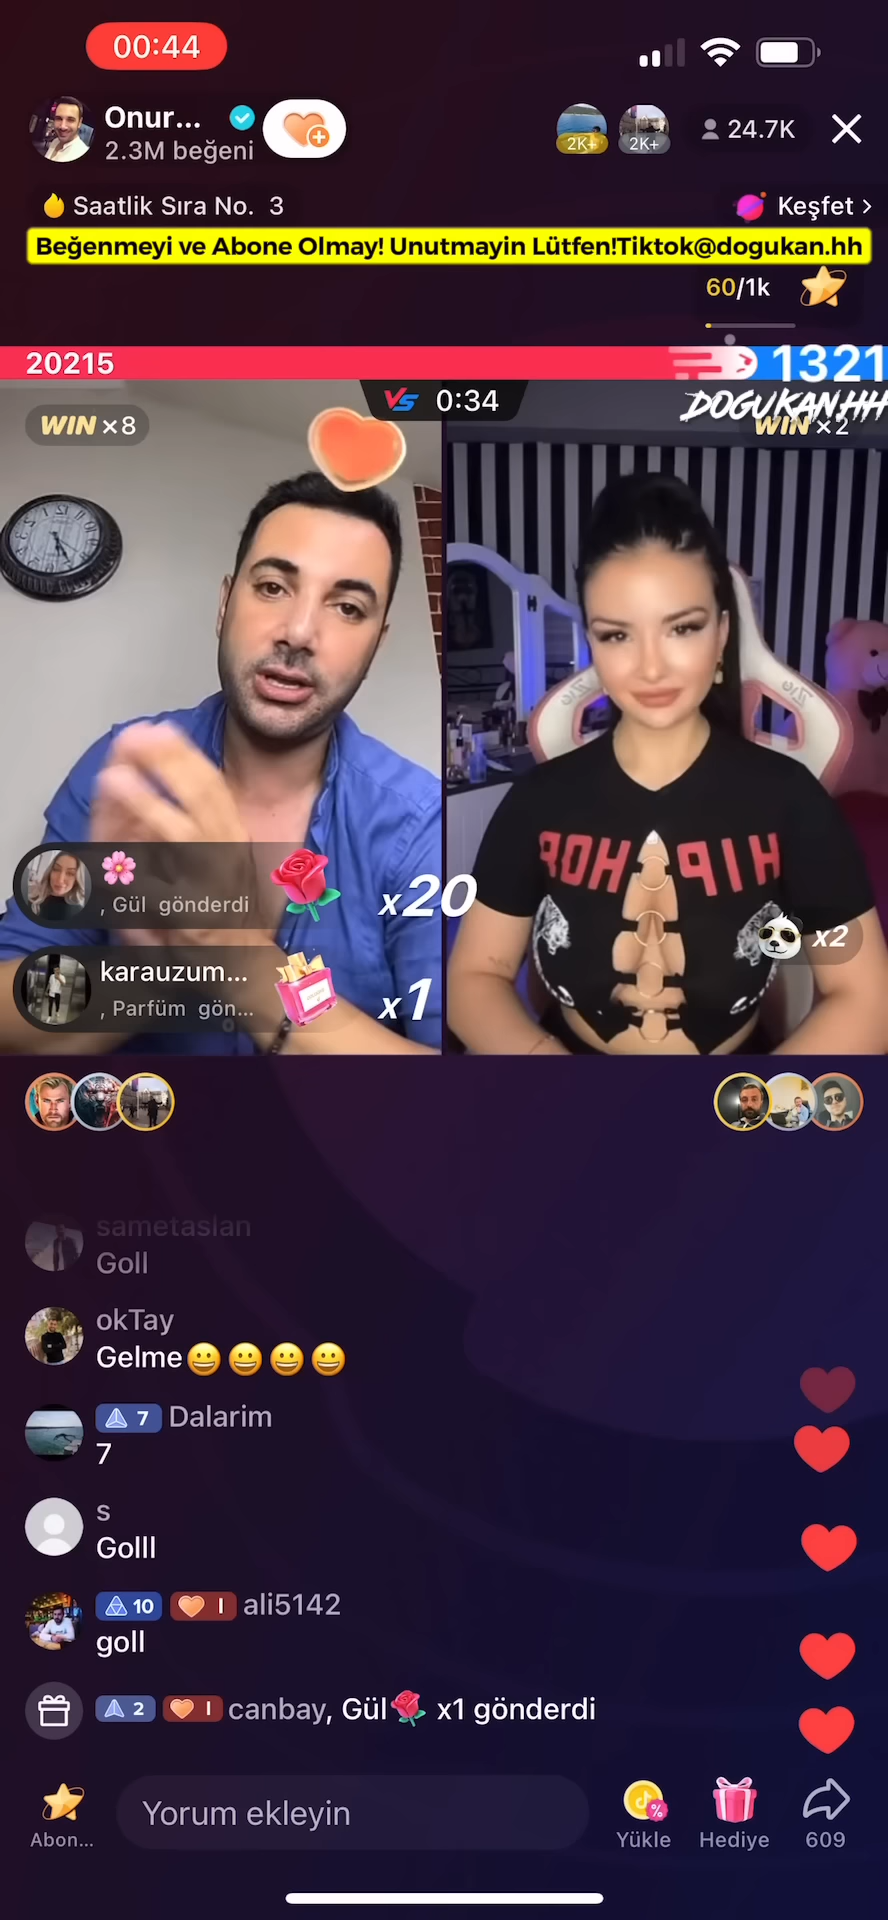 00:44
Onur...
2.3M beğeni
2K+
2K+
24.7K
Saatlik Sıra No. 3
Keşfet
Beğenmeyi ve Abone Olmay! Unutmayin Lütfen!Tiktok@dogukan.hh
60/1k
20215
1321
VS 0:34
DOGUKAN.HH
WIN x8
WIN x2
HIP HOP
, Gül gönderdi
x20
x2
karauzum...
, Parfüm gön...
x1
sametaslan
Goll
okTay
Gelme😀😀😀😀
7 Dalarim
7
s
Golll
10 I ali5142
goll
2 I canbay, Gül🌹 x1 gönderdi
Abon...
Yorum ekleyin
Yükle
Hediye
609